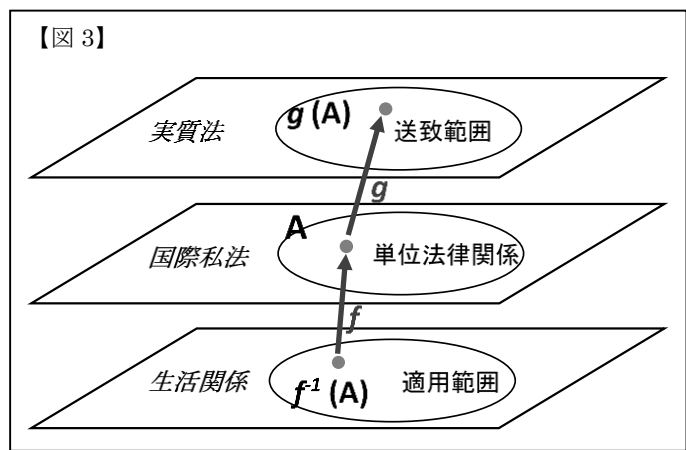 【図 3】
g (A)
実質法
送致範囲
g
A
国際私法
単位法律関係
f
生活関係
適用範囲
f-1 (A)